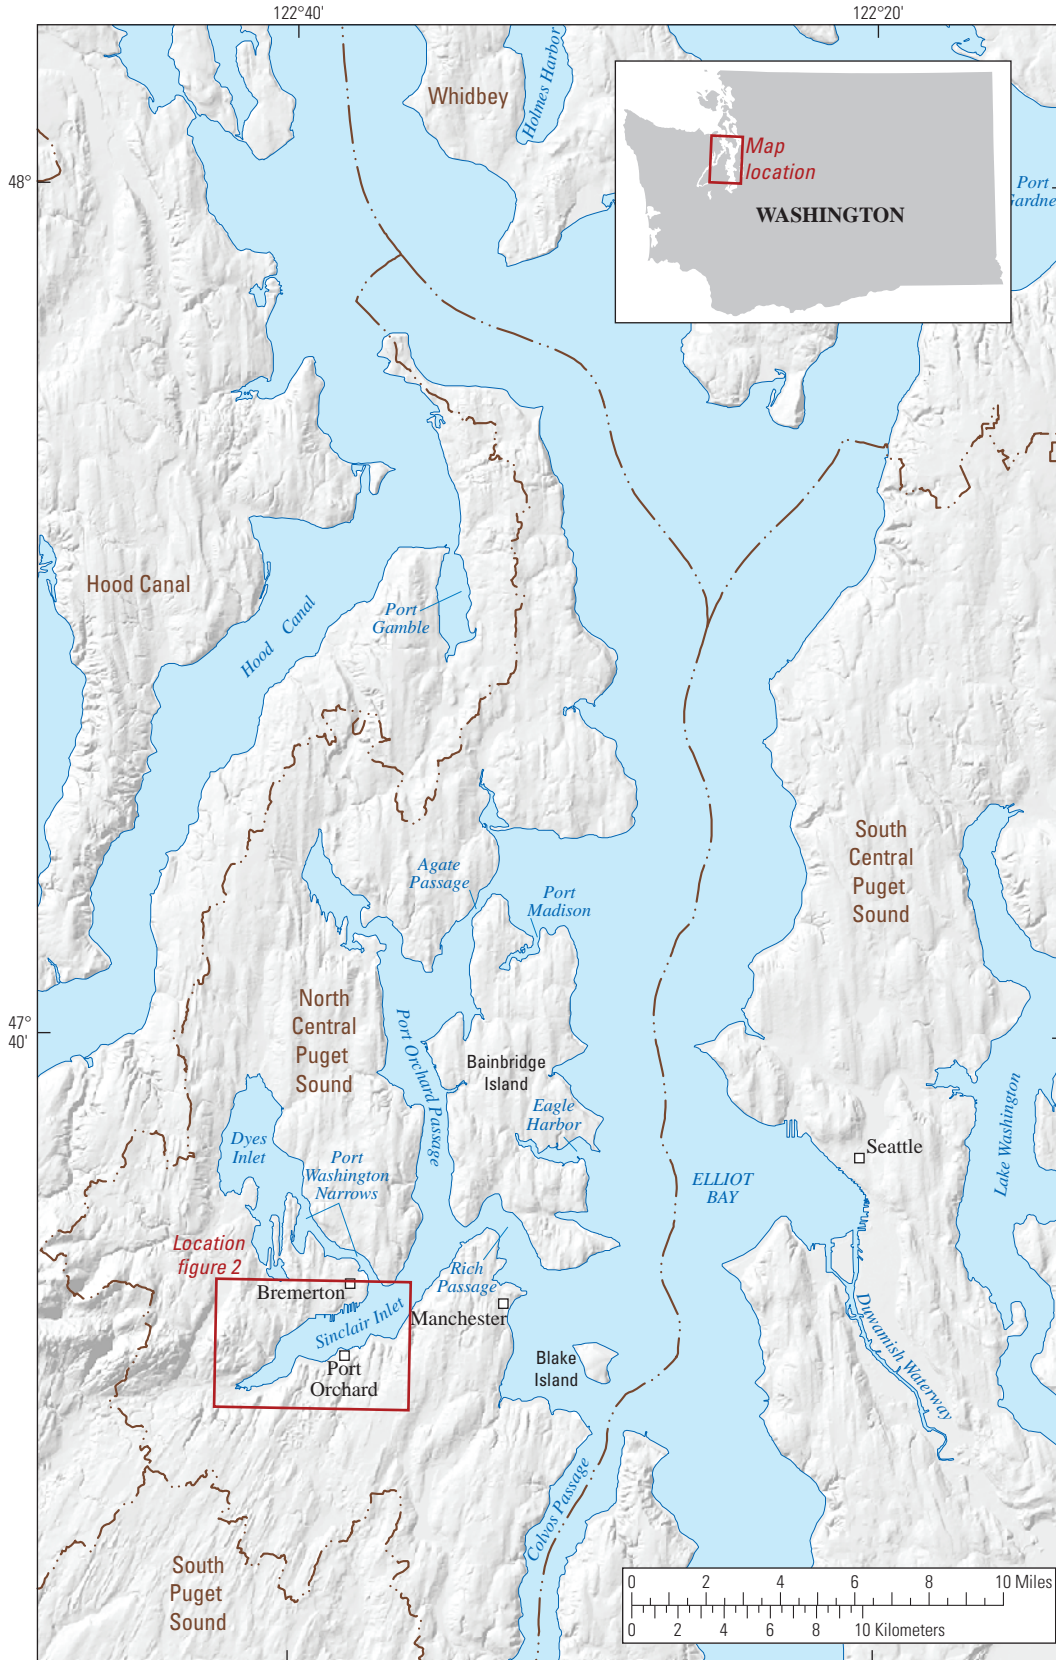 122°40'
122°20'
Whidbey
Holmes Harbor
Map
location
WASHINGTON
48°
Port
Gardne
Hood Canal
Hood Canal
Port
Gamble
South
Central
Puget
Sound
Agate
Passage
Port
Madison
North
Central
Puget
Sound
47°
40'
Port Orchard Passage
Bainbridge
Island
Eagle
Harbor
Lake Washington
Dyes
Inlet
Port
Washington
Narrows
Seattle
ELLIOT
BAY
Location
figure 2
Rich
Passage
Bremerton
Sinclair Inlet
Manchester
Port
Orchard
Blake
Island
Duwamish Waterway
Colvos Passage
South
Puget
Sound
0 2 4 6 8 10 Miles
0 2 4 6 8 10 Kilometers